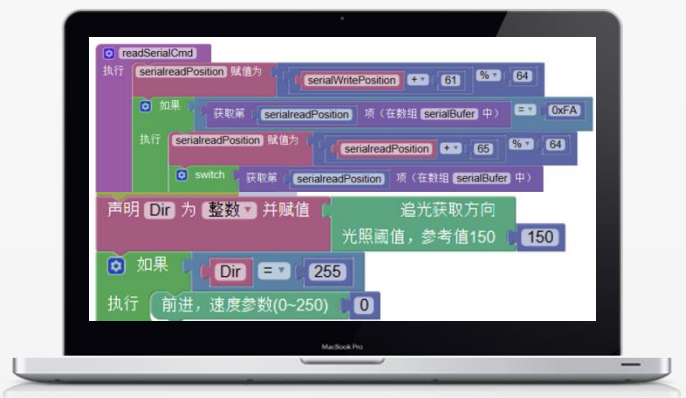 readSerialCmd
执行 serialreadPosition 赋值为 serialWritePosition + 61 % 64
如果 获取第 serialreadPosition 项（在数组 serialBufer 中） = 0XFA
执行 serialreadPosition 赋值为 serialreadPosition + 65 % 64
switch 获取第 serialreadPosition 项（在数组 serialBufer 中）
声明 Dir 为 整数 并赋值 追光获取方向
光照阈值，参考值150 150
如果 Dir = 255
执行 前进，速度参数(0~250) 0
MacBook Pro